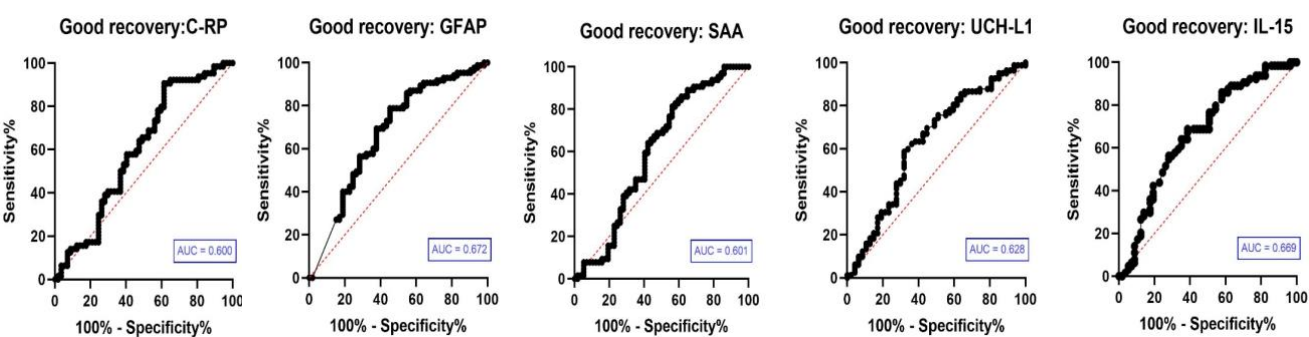 Good recovery:C-RP
100
80
60
40
20
0
Sensitivity%
0 20 40 60 80 100
100% - Specificity%
AUC = 0.600
Good recovery: GFAP
100
80
60
40
20
0
Sensitivity%
0 20 40 60 80 100
100% - Specificity%
AUC = 0.672
Good recovery: SAA
100
80
60
40
20
0
Sensitivity%
0 20 40 60 80 100
100% - Specificity%
AUC = 0.601
Good recovery: UCH-L1
100
80
60
40
20
0
Sensitivity%
0 20 40 60 80 100
100% - Specificity%
AUC = 0.628
Good recovery: IL-15
100
80
60
40
20
0
Sensitivity%
0 20 40 60 80 100
100% - Specificity%
AUC = 0.669